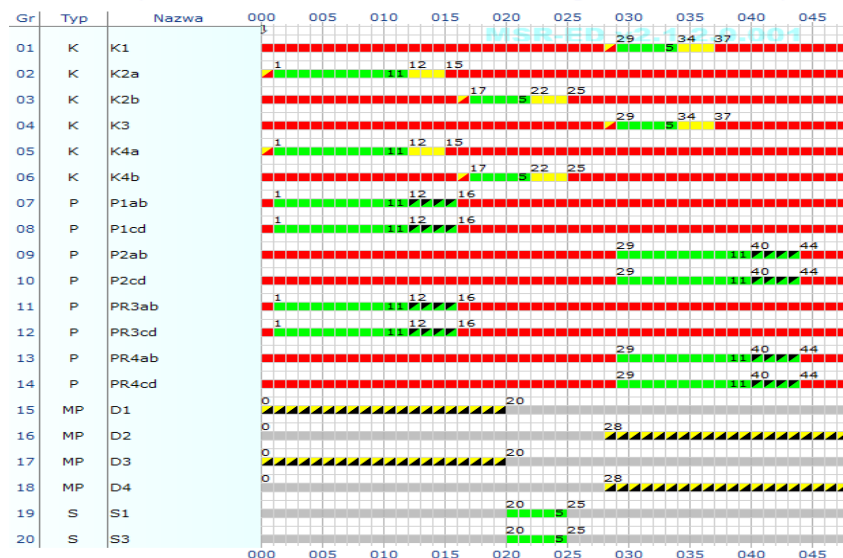 Gr Typ Nazwa 000 005 010 015 020 025 030 035 040 045
MSR-ED
01 K K1 29 5 34 37
02 K K2a 1 11 12 15
03 K K2b 17 5 22 25
04 K K3 29 5 34 37
05 K K4a 1 11 12 15
06 K K4b 17 5 22 25
07 P P1ab 1 11 12 16
08 P P1cd 1 11 12 16
09 P P2ab 29 11 40 44
10 P P2cd 29 11 40 44
11 P PR3ab 1 11 12 16
12 P PR3cd 1 11 12 16
13 P PR4ab 29 11 40 44
14 P PR4cd 29 11 40 44
15 MP D1 0 20
16 MP D2 0 28
17 MP D3 0 20
18 MP D4 0 28
19 S S1 20 5 25
20 S S3 20 5 25
000 005 010 015 020 025 030 035 040 045